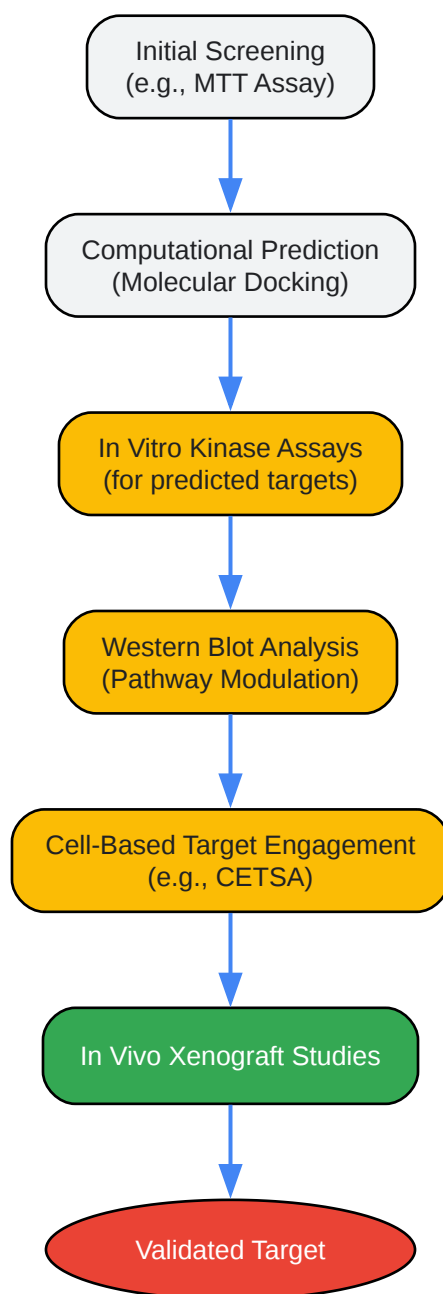 Initial Screening
(e.g., MTT Assay)
Computational Prediction
(Molecular Docking)
In Vitro Kinase Assays
(for predicted targets)
Western Blot Analysis
(Pathway Modulation)
Cell-Based Target Engagement
(e.g., CETSA)
In Vivo Xenograft Studies
Validated Target